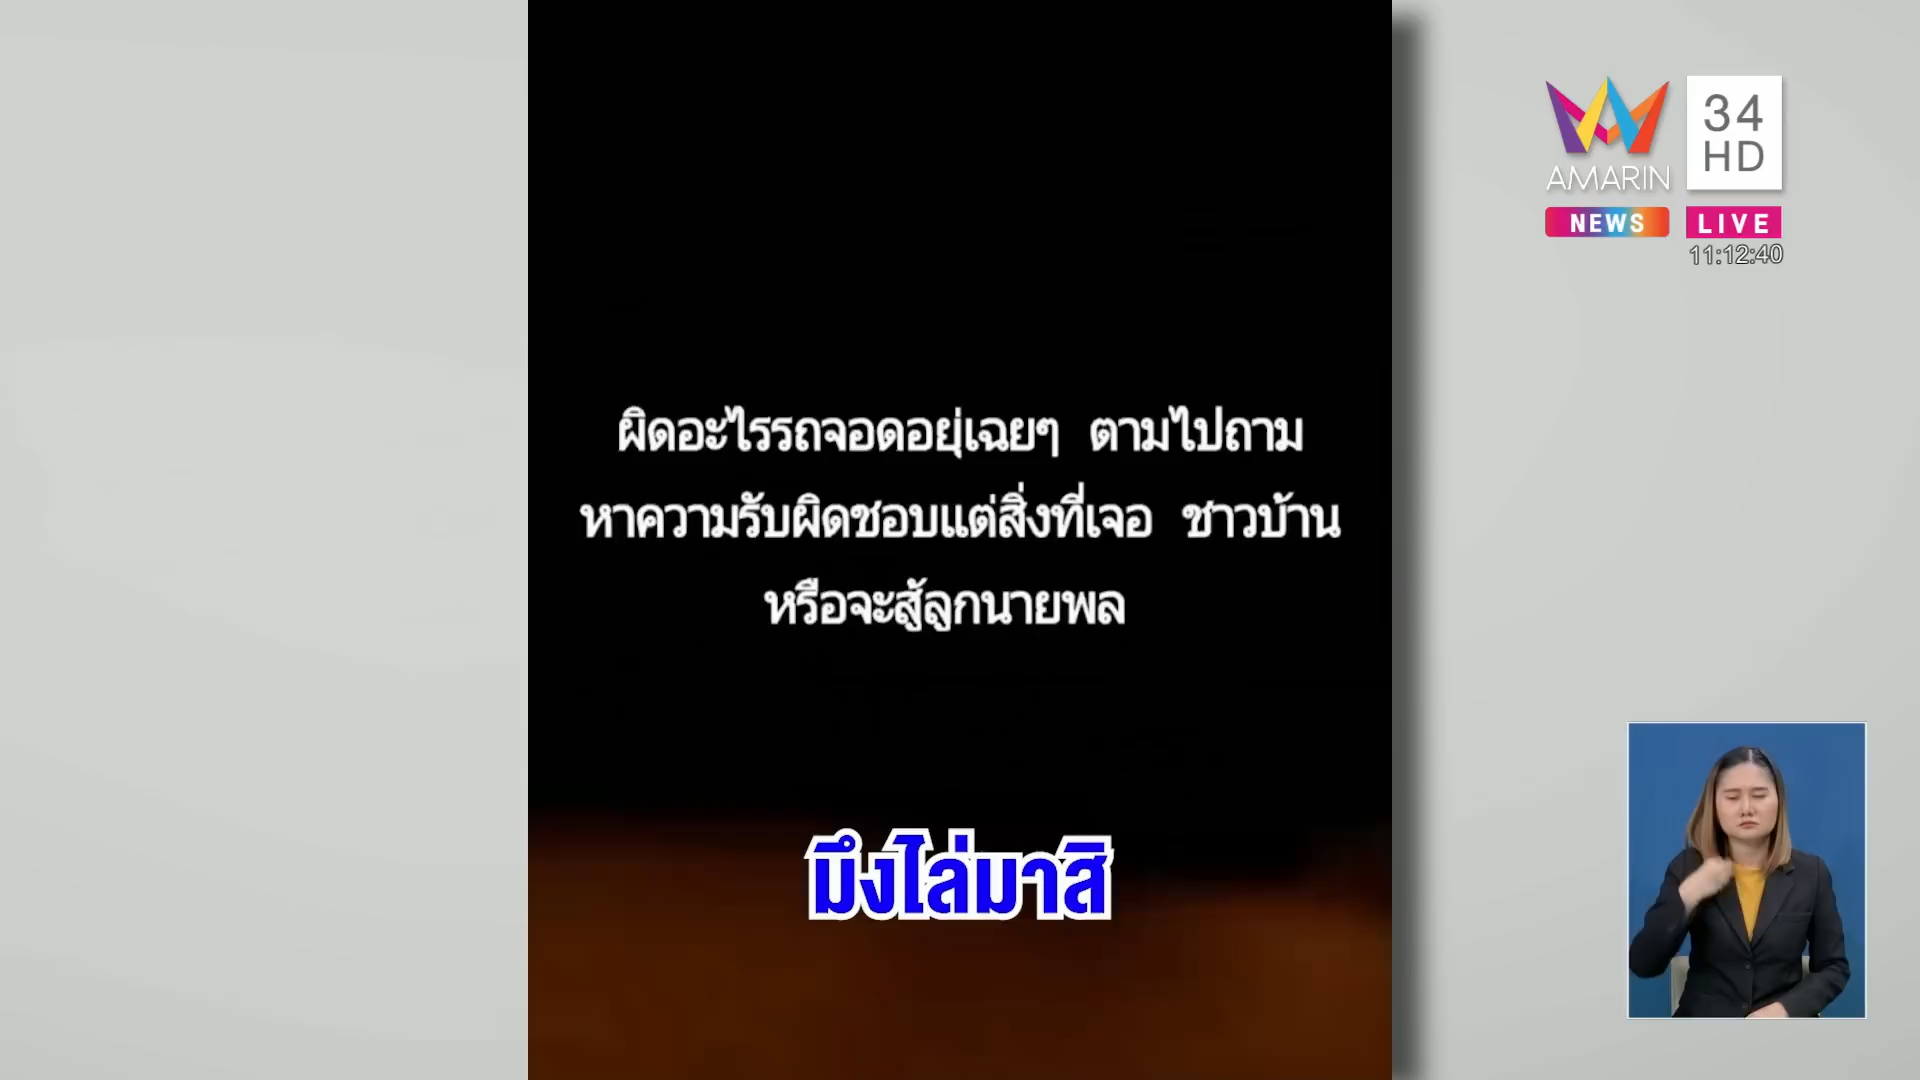 ผิดอะไรรถจอดอยุ่เฉยๆ ตามไปถาม
หาความรับผิดชอบแต่สิ่งที่เจอ ชาวบ้าน
หรือจะสู้ลูกนายพล
มึงไล่มาสิ
AMARIN
34
HD
NEWS
LIVE
11:12:40